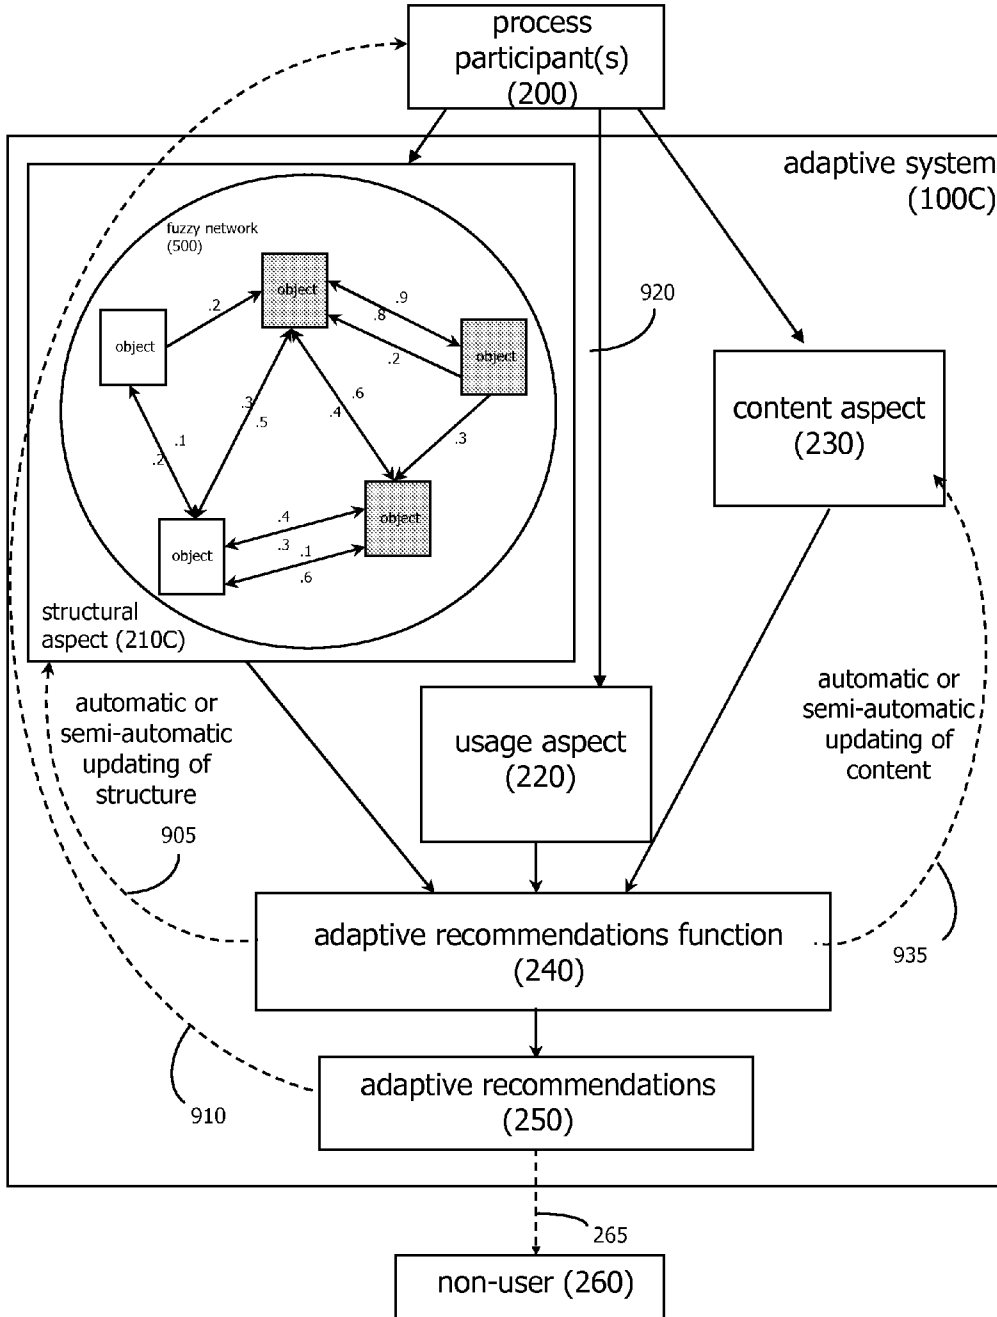 process
participant(s)
(200)
adaptive system
(100C)
fuzzy network
(500)
object
.2
.9
.8
920
object
object
.2
.3
.5
.6
.4
content aspect
(230)
.1
.2
.3
object
.4
.3
.1
.6
object
structural
aspect (210C)
automatic or
semi-automatic
updating of
structure
usage aspect
(220)
automatic or
semi-automatic
updating of
content
905
adaptive recommendations function
(240)
935
adaptive recommendations
(250)
910
265
non-user (260)